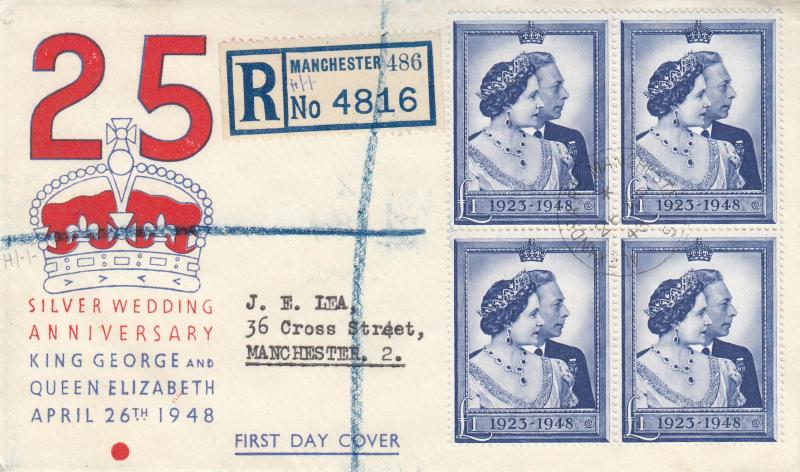 25
SILVER WEDDING
ANNIVERSARY
KING GEORGE AND
QUEEN ELIZABETH
APRIL 26TH 1948
R
MANCHESTER 486
No 4816
H/-/-
J. E. LEA,
36 Cross Street,
MANCHESTER. 2.
FIRST DAY COVER
£1 1923-1948
£1 1923-1948
£1 1923-1948
£1 1923-1948